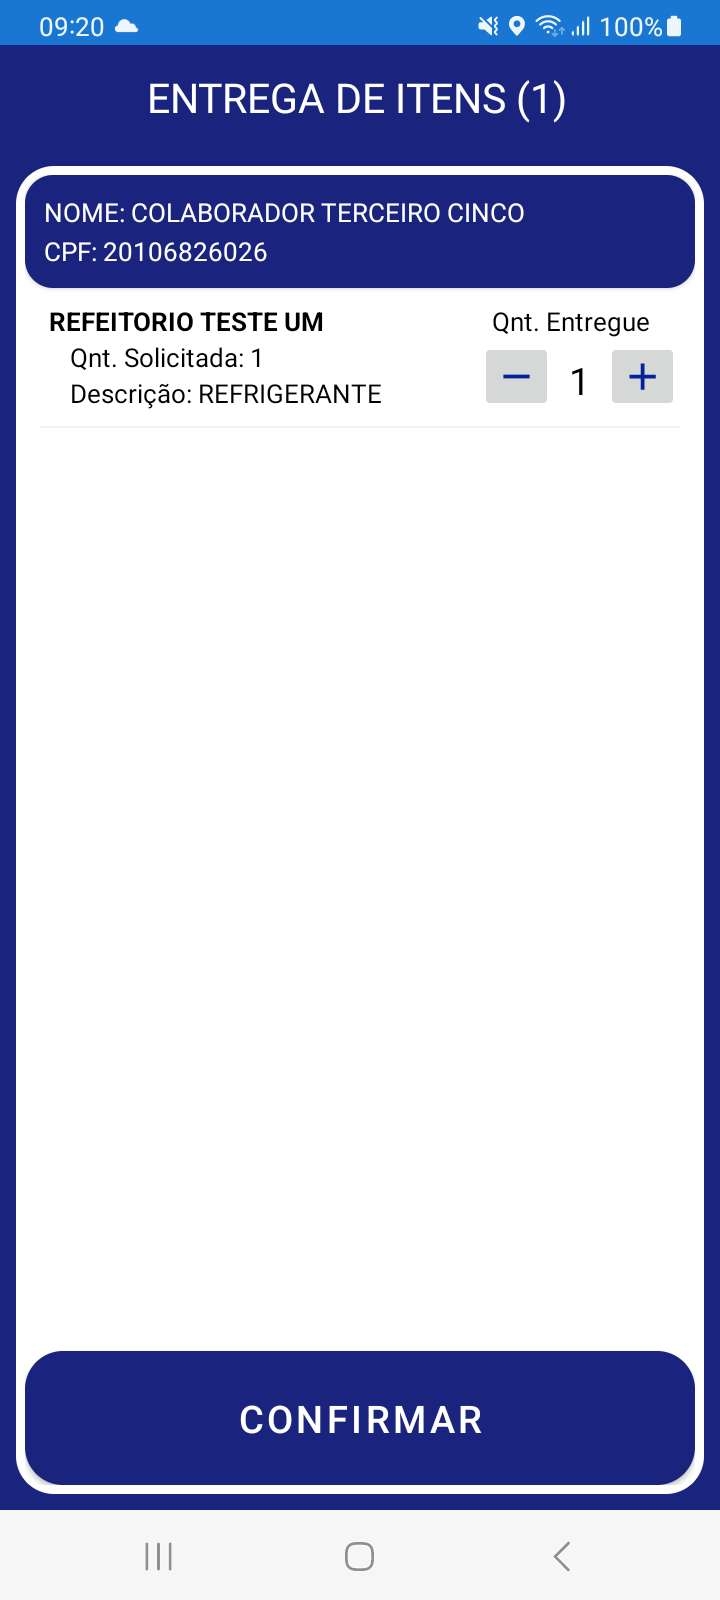 09:20
100%
ENTREGA DE ITENS (1)
NOME: COLABORADOR TERCEIRO CINCO
CPF: 20106826026
REFEITORIO TESTE UM
Qnt. Entregue
Qnt. Solicitada: 1
Descrição: REFRIGERANTE
− 1 +
CONFIRMAR